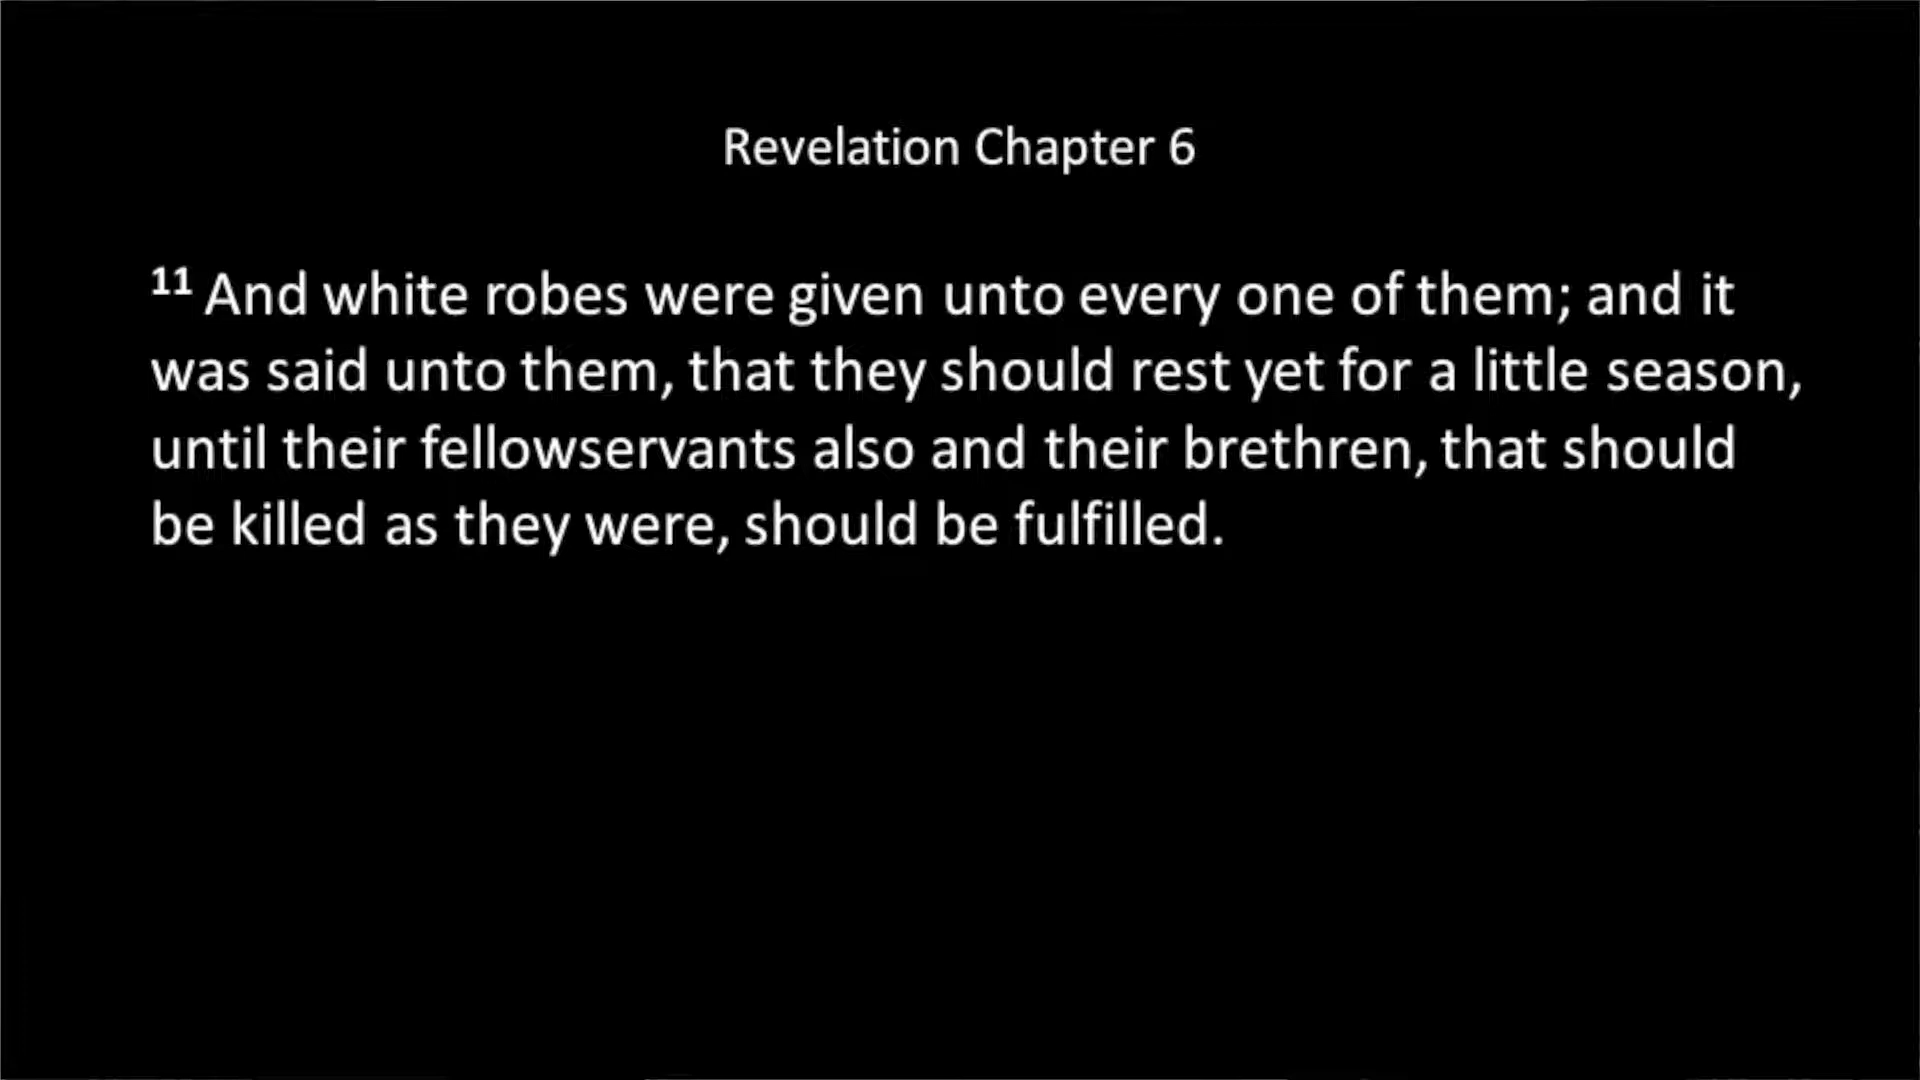 Revelation Chapter 6
11 And white robes were given unto every one of them; and it
was said unto them, that they should rest yet for a little season,
until their fellowservants also and their brethren, that should
be killed as they were, should be fulfilled.